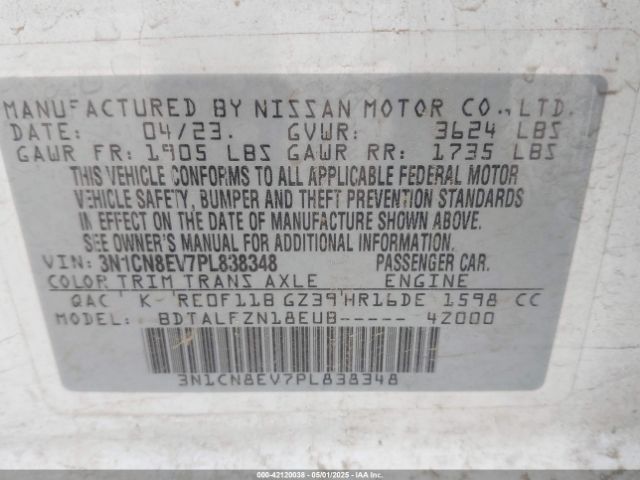 MANUFACTURED BY NISSAN MOTOR CO., LTD.
DATE: 04/23. GVWR: 3624 LBS
GAWR FR: 1905 LBS GAWR RR: 1735 LBS
THIS VEHICLE CONFORMS TO ALL APPLICABLE FEDERAL MOTOR
VEHICLE SAFETY, BUMPER AND THEFT PREVENTION STANDARDS
IN EFFECT ON THE DATE OF MANUFACTURE SHOWN ABOVE.
SEE OWNER'S MANUAL FOR ADDITIONAL INFORMATION.
VIN: 3N1CN8EV7PL838348 PASSENGER CAR.
COLOR TRIM TRANS AXLE ENGINE
QAC K RE0F11B GZ39 HR16DE 1598 CC
MODEL: BDTALFZN18EUB----- 42000
3N1CN8EV7PL838348
000-42120038 - 05/01/2025 - IAA Inc.